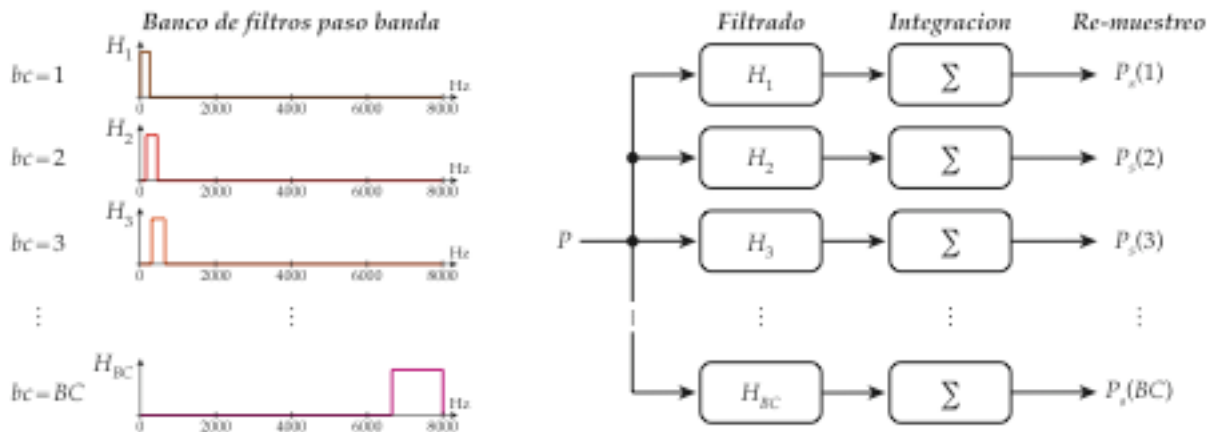 Banco de filtros paso banda
bc = 1
H₁
Hz
0 2000 4000 6000 8000
bc = 2
H₂
Hz
0 2000 4000 6000 8000
bc = 3
H₃
Hz
0 2000 4000 6000 8000
⋮ ⋮
bc = BC
H_BC
Hz
0 2000 4000 6000 8000
Filtrado Integracion Re-muestreo
H₁ ∑ Pₛ(1)
H₂ ∑ Pₛ(2)
P H₃ ∑ Pₛ(3)
⋮ ⋮ ⋮
H_BC ∑ Pₛ(BC)